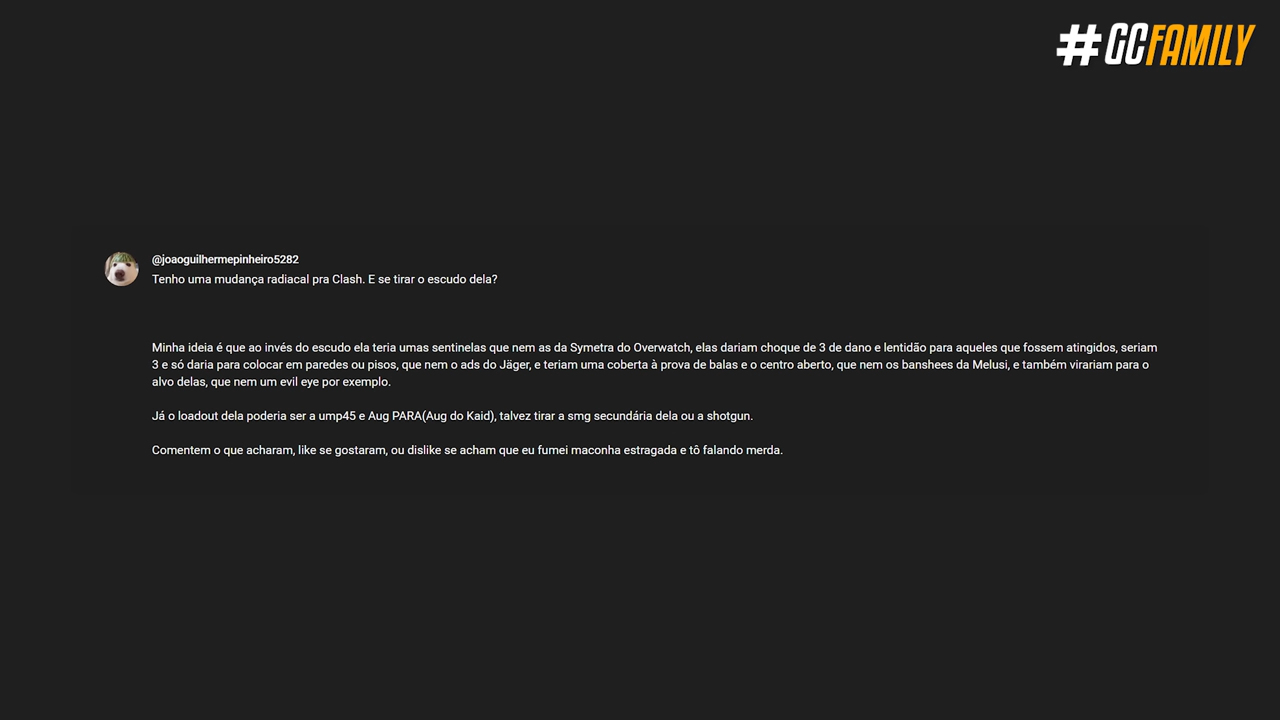 #GCFAMILY
@joaoguilhermepinheiro5282
Tenho uma mudança radiacal pra Clash. E se tirar o escudo dela?
Minha ideia é que ao invés do escudo ela teria umas sentinelas que nem as da Symetra do Overwatch, elas dariam choque de 3 de dano e lentidão para aqueles que fossem atingidos, seriam
3 e só daria para colocar em paredes ou pisos, que nem o ads do Jäger, e teriam uma coberta à prova de balas e o centro aberto, que nem os banshees da Melusi, e também virariam para o
alvo delas, que nem um evil eye por exemplo.
Já o loadout dela poderia ser a ump45 e Aug PARA(Aug do Kaid), talvez tirar a smg secundária dela ou a shotgun.
Comentem o que acharam, like se gostaram, ou dislike se acham que eu fumei maconha estragada e tô falando merda.